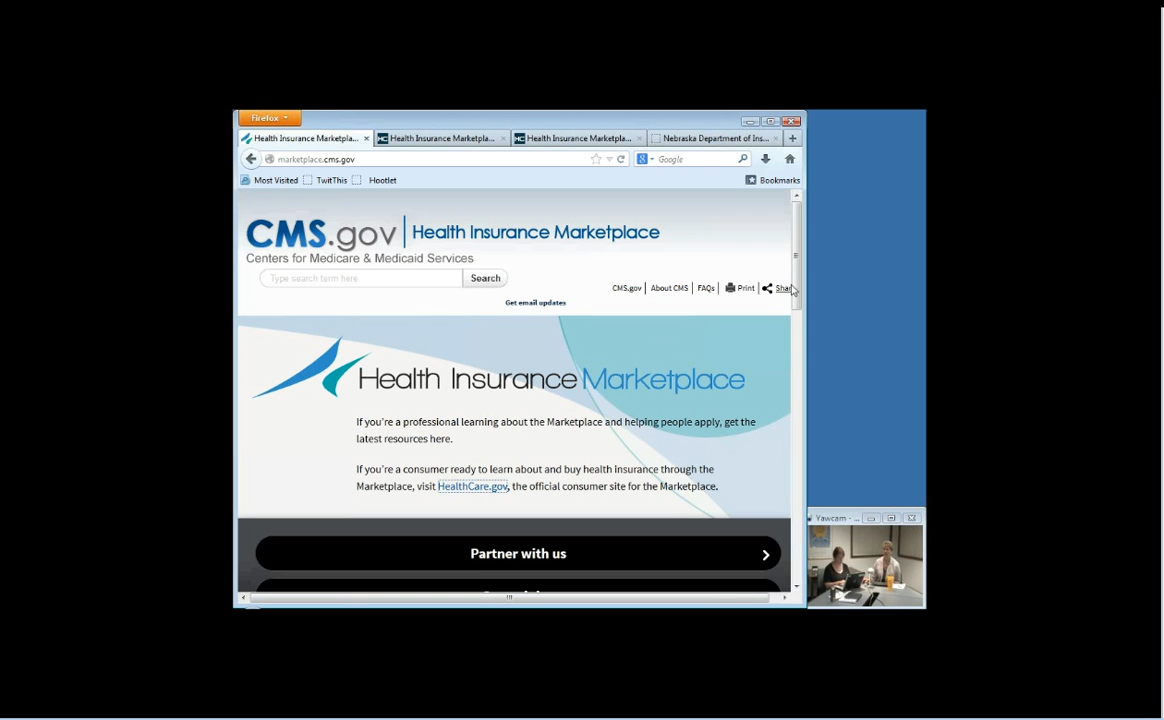 Firefox
Health Insurance Marketpla...
Health Insurance Marketpla...
Health Insurance Marketpla...
Nebraska Department of Ins...
marketplace.cms.gov
Google
Most Visited TwitThis Hootlet Bookmarks
CMS.gov Health Insurance Marketplace
Centers for Medicare & Medicaid Services
Type search term here Search
CMS.gov | About CMS | FAQs | Print | Share
Get email updates
Health Insurance Marketplace
If you're a professional learning about the Marketplace and helping people apply, get the
latest resources here.
If you're a consumer ready to learn about and buy health insurance through the
Marketplace, visit HealthCare.gov, the official consumer site for the Marketplace.
Partner with us
Yawcam - ...